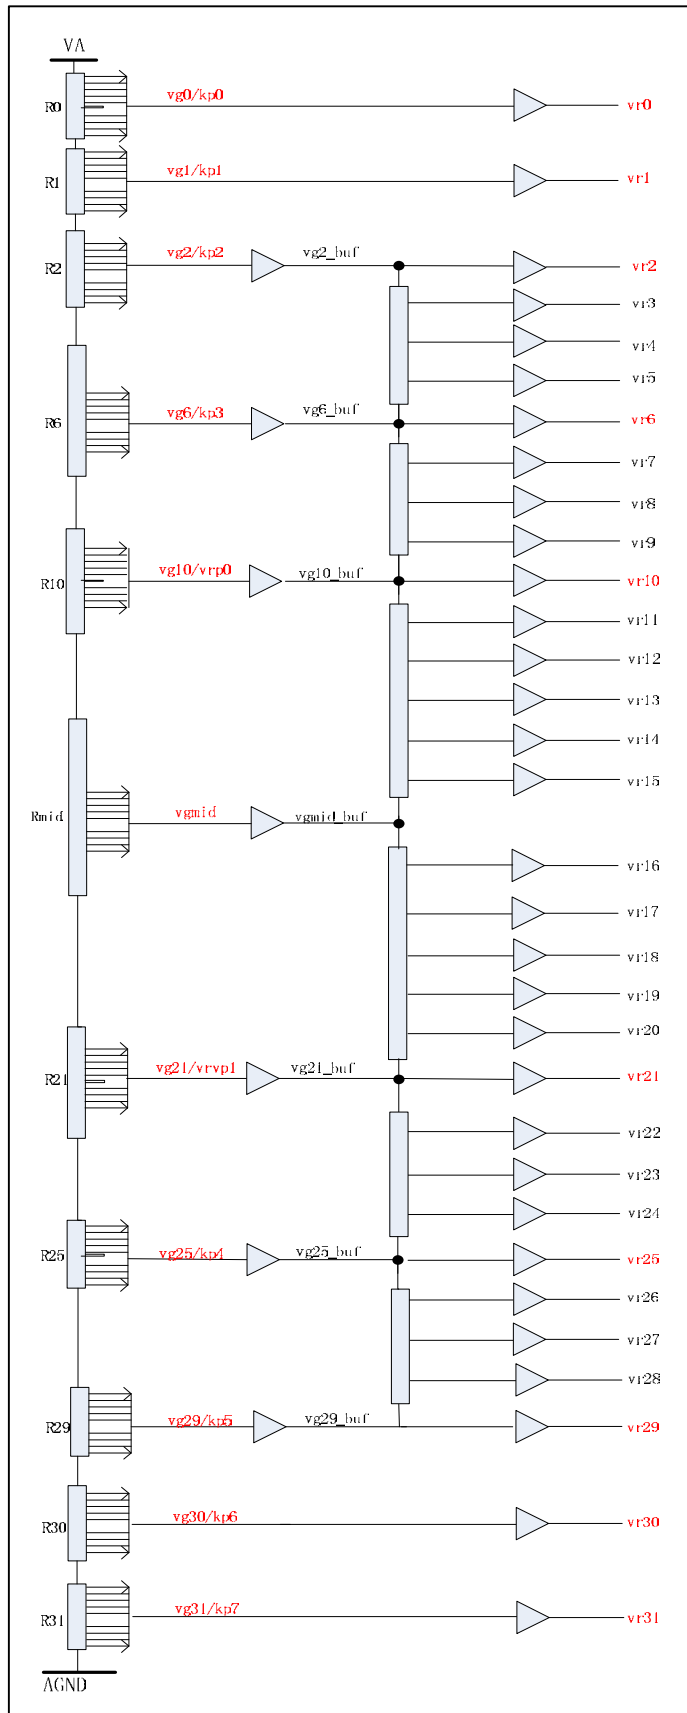 VA
R0 vg0/kp0 vr0
R1 vg1/kp1 vr1
R2 vg2/kp2 vg2_buf vr2
vr3
vr4
vr5
R6 vg6/kp3 vg6_buf vr6
vr7
vr8
vr9
R10 vg10/vrp0 vg10_buf vr10
vr11
vr12
vr13
vr14
vr15
Rmid vgmid vgmid_buf
vr16
vr17
vr18
vr19
vr20
R21 vg21/vrvp1 vg21_buf vr21
vr22
vr23
vr24
R25 vg25/kp4 vg25_buf vr25
vr26
vr27
vr28
R29 vg29/kp5 vg29_buf vr29
R30 vg30/kp6 vr30
R31 vg31/kp7 vr31
AGND